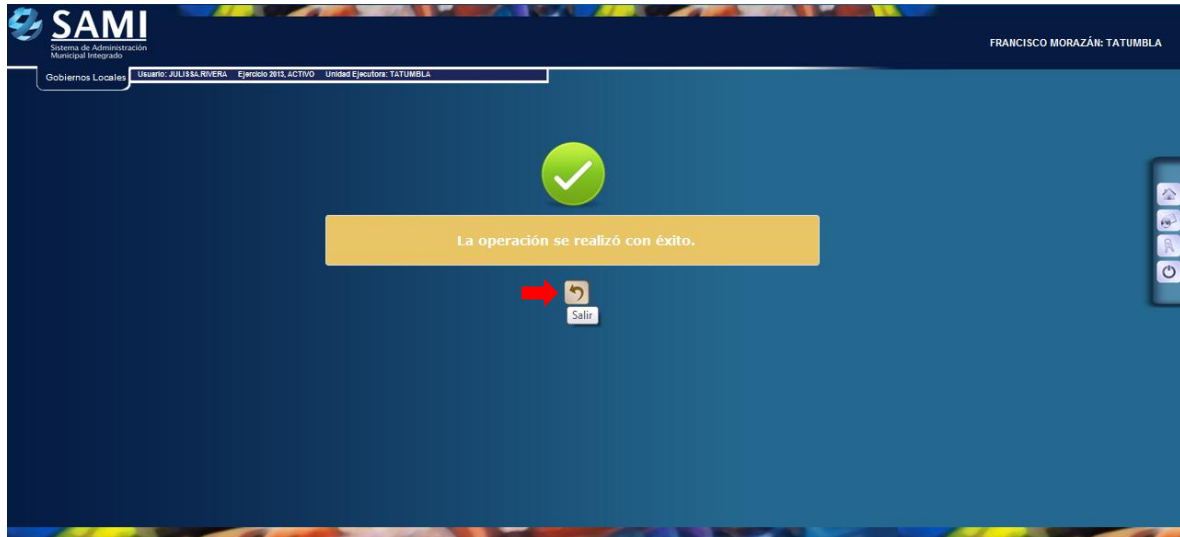 SAMI
Sistema de Administración
Municipal Integrado
FRANCISCO MORAZÁN: TATUMBLA
Gobiernos Locales
Usuario: JULISSA.RIVERA Ejercicio 2013, ACTIVO Unidad Ejecutora: TATUMBLA
La operación se realizó con éxito.
Salir